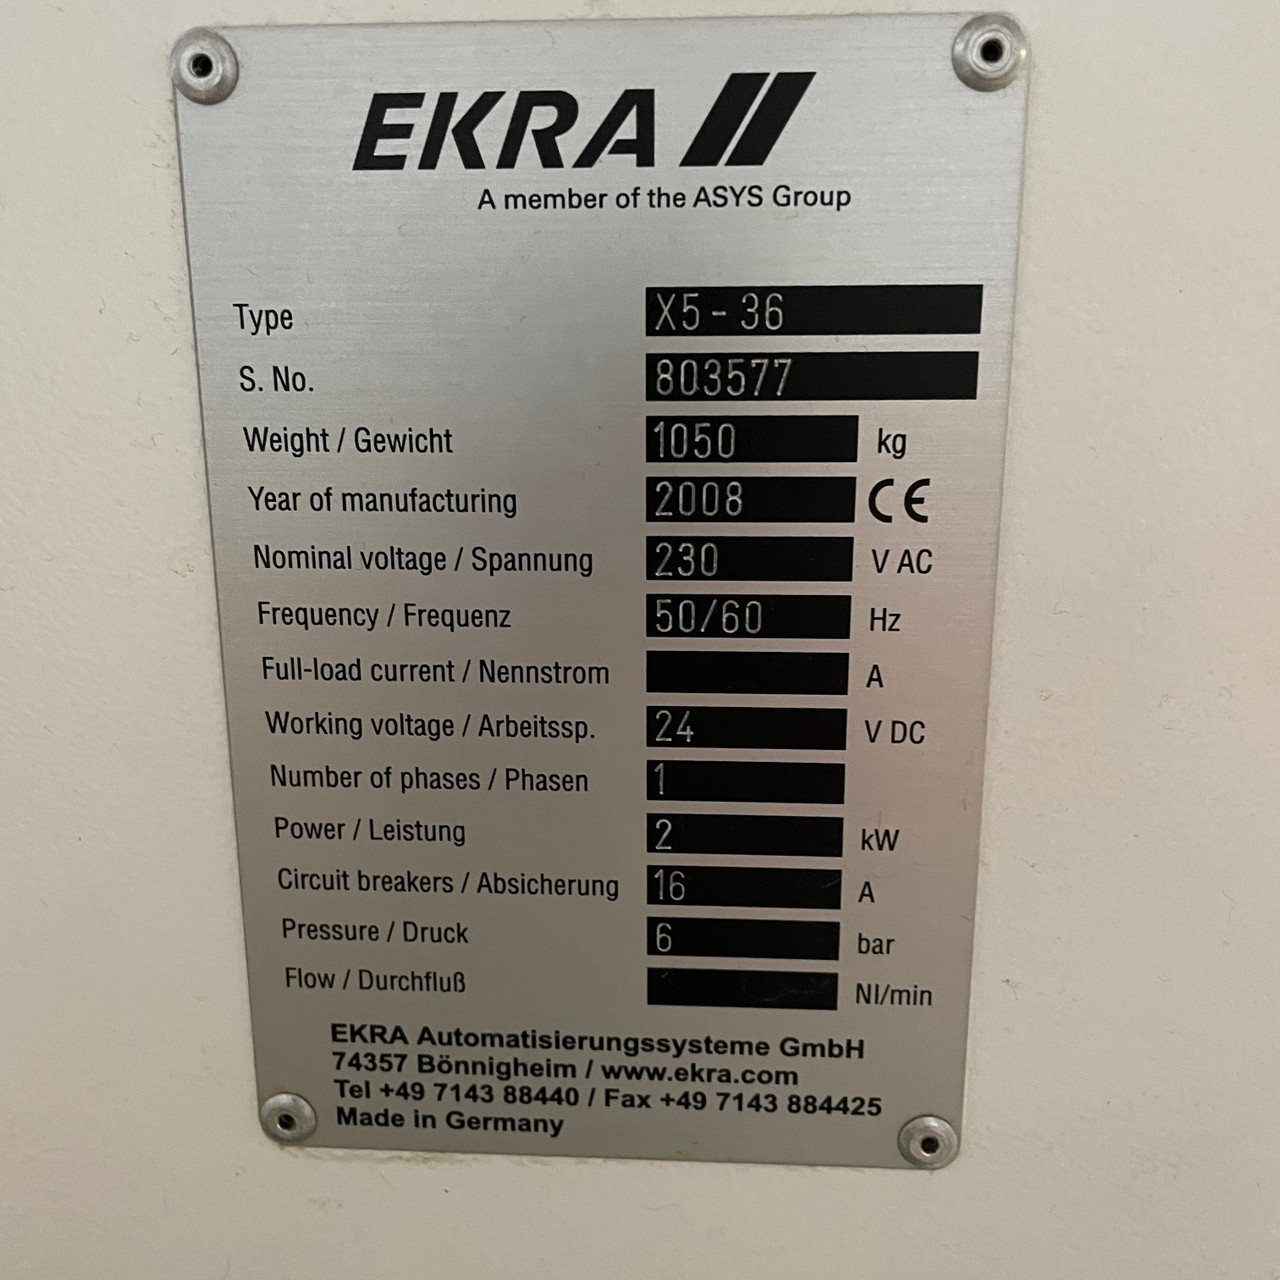 EKRA
A member of the ASYS Group
Type X5-36
S. No. 803577
Weight / Gewicht 1050 kg
Year of manufacturing 2008 CE
Nominal voltage / Spannung 230 V AC
Frequency / Frequenz 50/60 Hz
Full-load current / Nennstrom A
Working voltage / Arbeitssp. 24 V DC
Number of phases / Phasen 1
Power / Leistung 2 kW
Circuit breakers / Absicherung 16 A
Pressure / Druck 6 bar
Flow / Durchfluß Nl/min
EKRA Automatisierungssysteme GmbH
74357 Bönnigheim / www.ekra.com
Tel +49 7143 88440 / Fax +49 7143 884425
Made in Germany